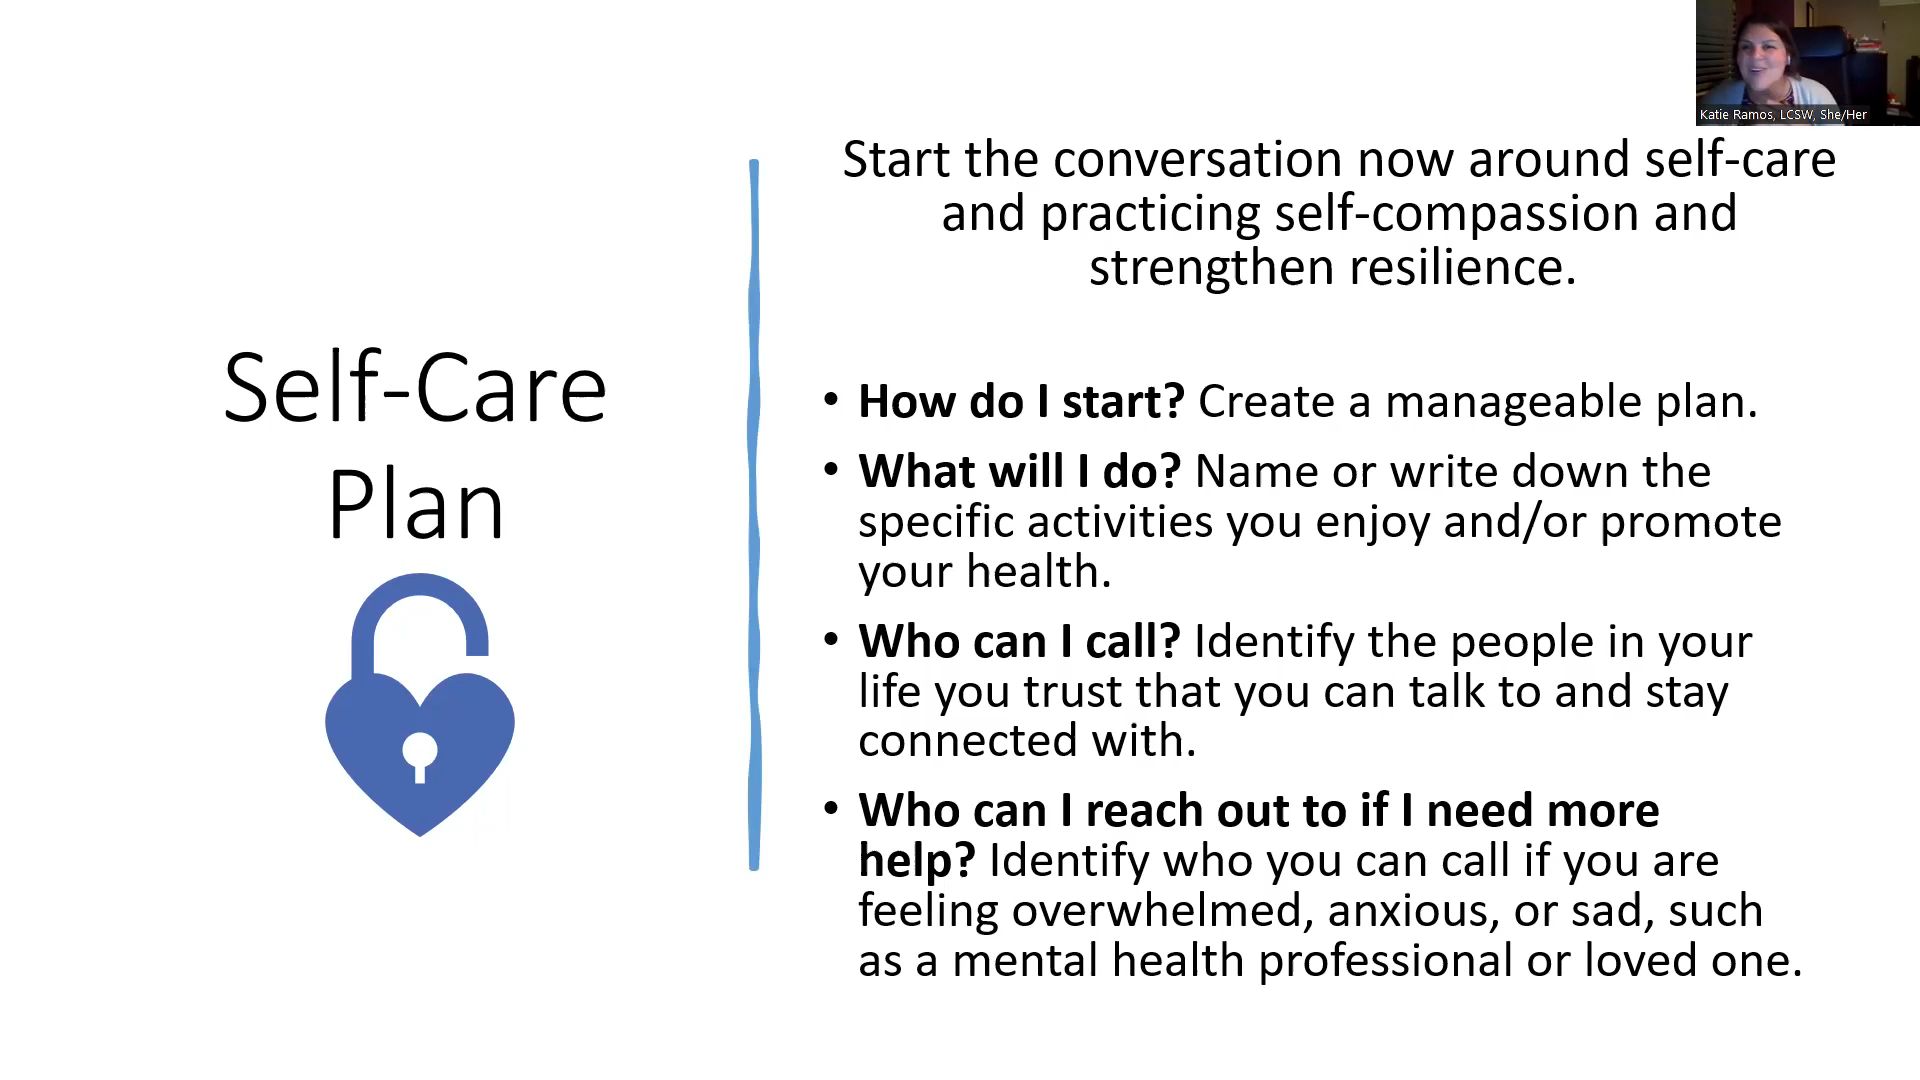 Katie Ramos, LCSW, She/Her
Start the conversation now around self-care
and practicing self-compassion and
strengthen resilience.
Self-Care
Plan
• How do I start? Create a manageable plan.
• What will I do? Name or write down the
specific activities you enjoy and/or promote
your health.
• Who can I call? Identify the people in your
life you trust that you can talk to and stay
connected with.
• Who can I reach out to if I need more
help? Identify who you can call if you are
feeling overwhelmed, anxious, or sad, such
as a mental health professional or loved one.